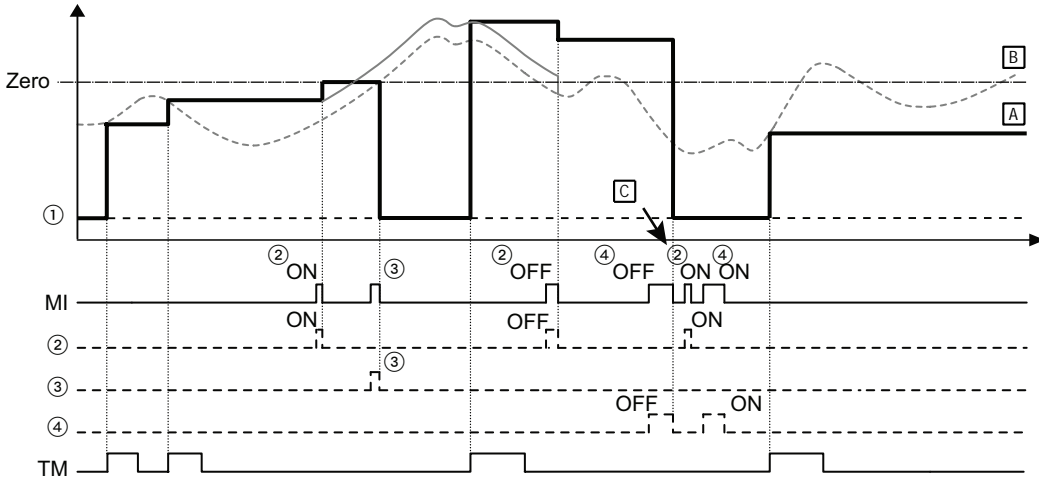 Zero
B
A
①
C
② ON ③ ② OFF ④ OFF ② ON ④ ON
MI
② ON OFF ON
③ ③
④ OFF ON
TM